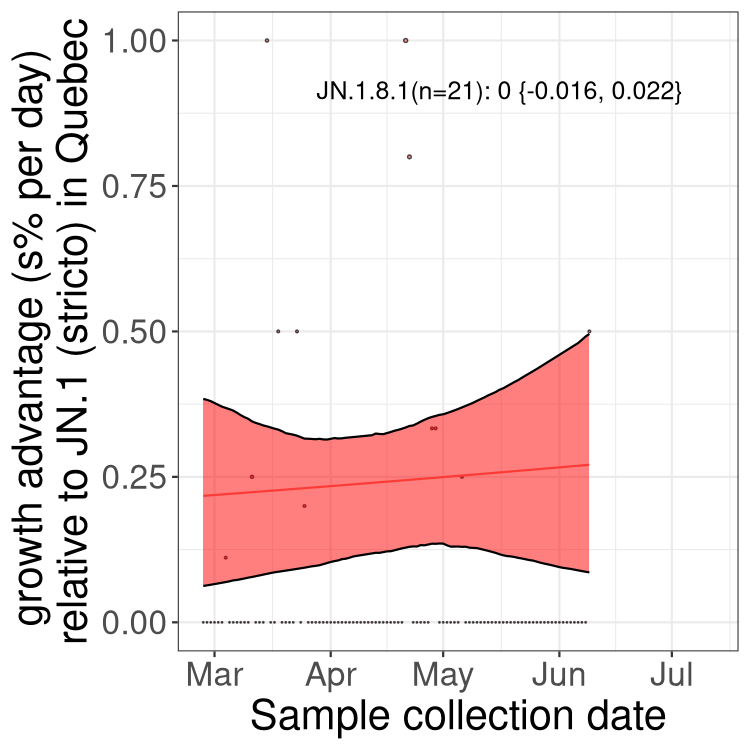 growth advantage (s% per day)
relative to JN.1 (stricto) in Quebec
1.00
0.75
0.50
0.25
0.00
JN.1.8.1(n=21): 0 {-0.016, 0.022}
Mar Apr May Jun Jul
Sample collection date